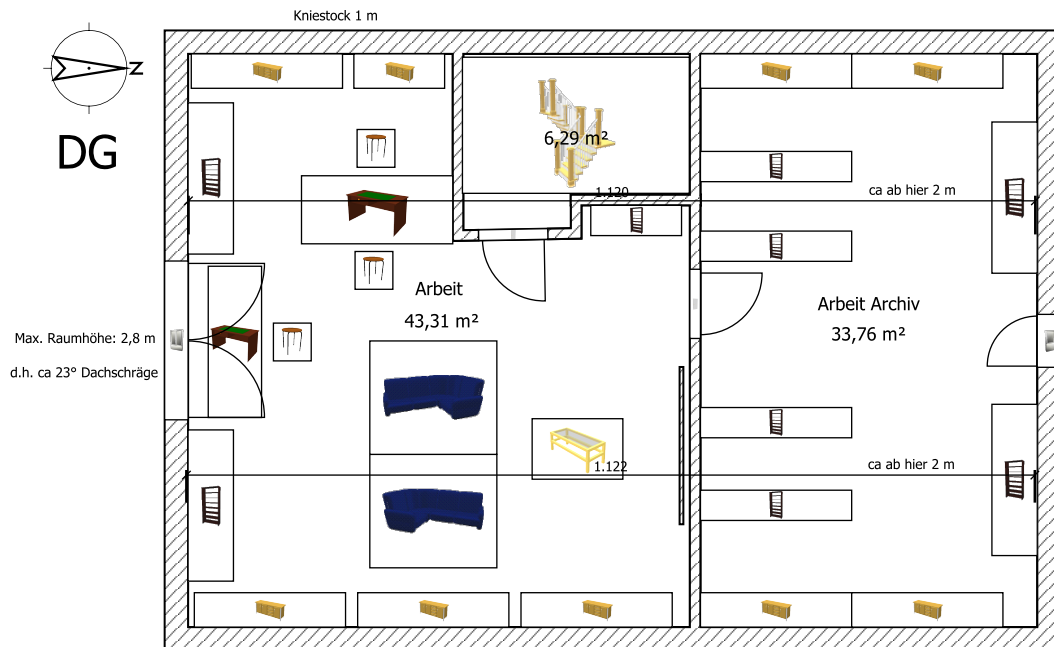 Kniestock 1 m
N
DG
6,29 m²
1.120
ca ab hier 2 m
Arbeit
43,31 m²
Arbeit Archiv
33,76 m²
Max. Raumhöhe: 2,8 m
d.h. ca 23° Dachschräge
1.122
ca ab hier 2 m